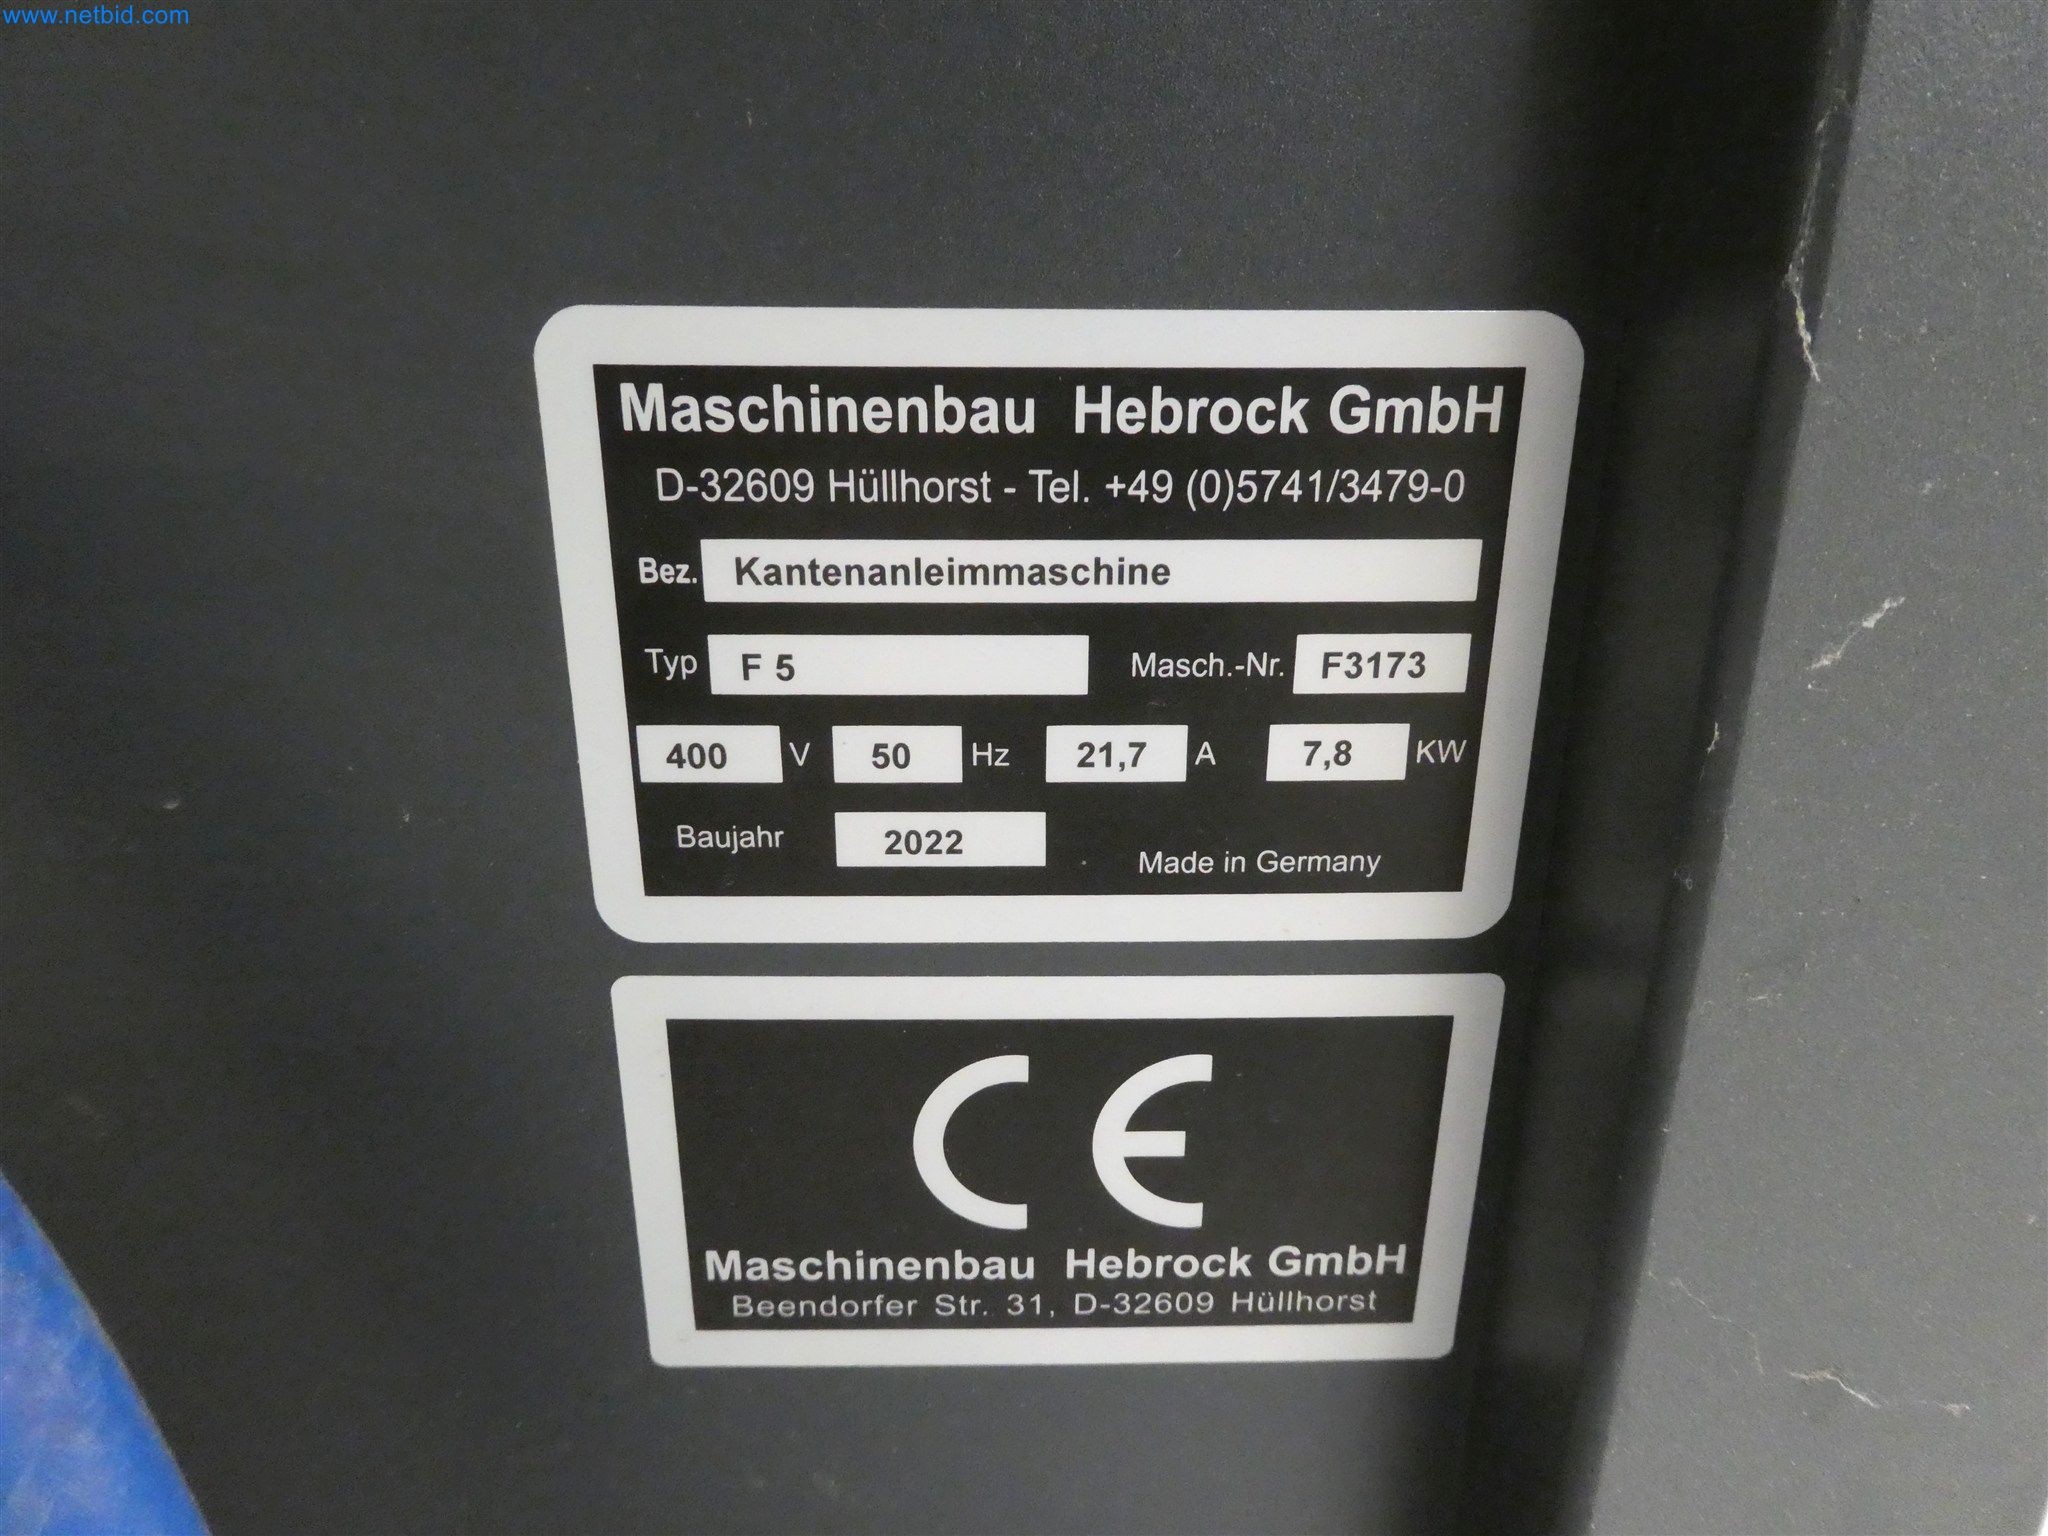 www.netbid.com
Maschinenbau Hebrock GmbH
D-32609 Hüllhorst - Tel. +49 (0)5741/3479-0
Bez. Kantenanleimmaschine
Typ F 5 Masch.-Nr. F3173
400 V 50 Hz 21,7 A 7,8 KW
Baujahr 2022 Made in Germany
CE
Maschinenbau Hebrock GmbH
Beendorfer Str. 31, D-32609 Hüllhorst